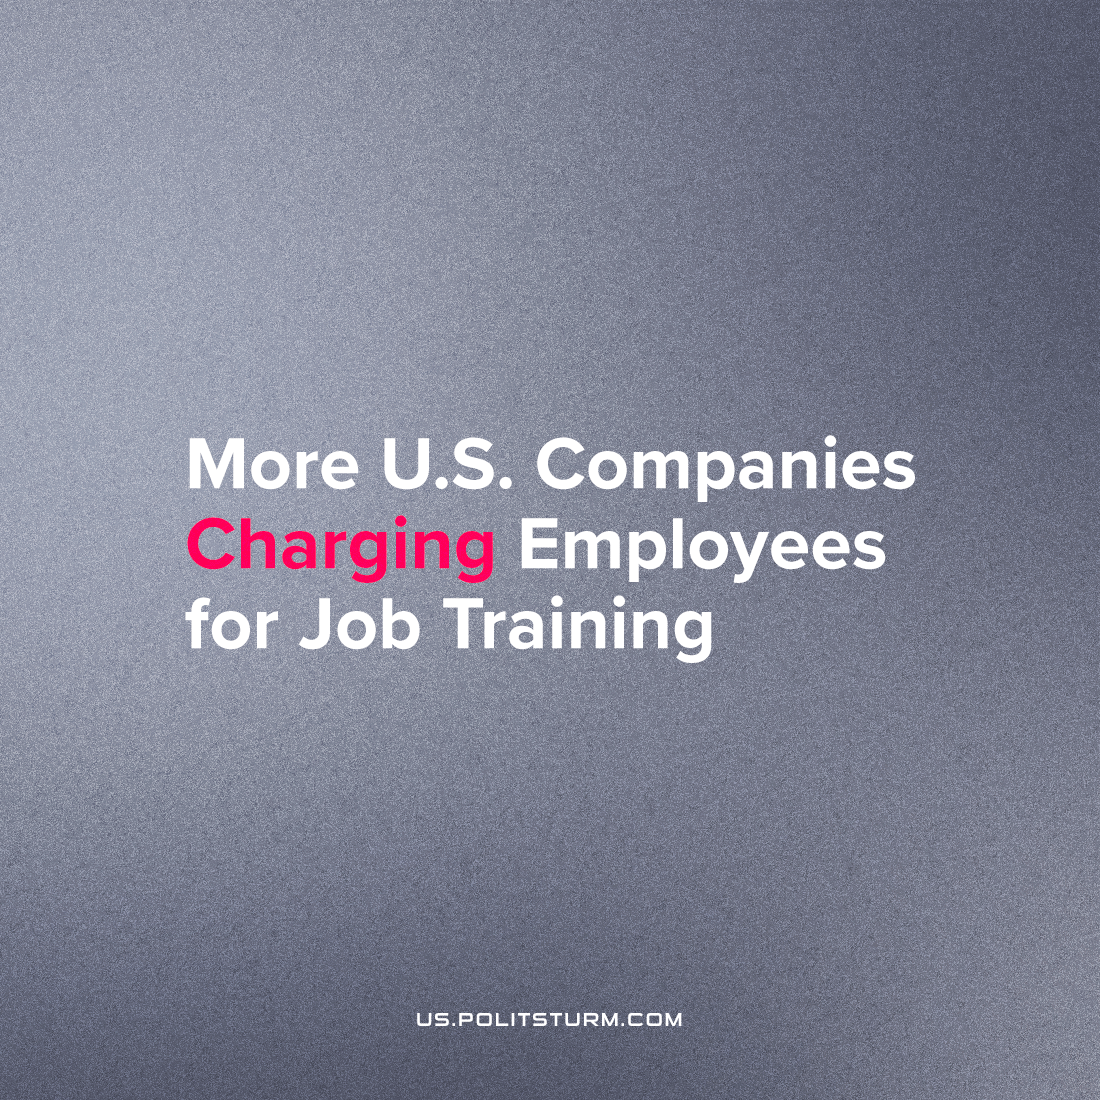 More U.S. Companies
Charging Employees
for Job Training
US.POLITSTURM.COM